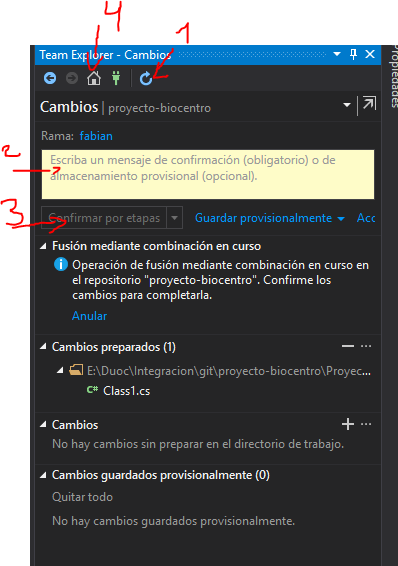 4
1
Team Explorer - Cambios
Propiedades
Cambios | proyecto-biocentro
Rama: fabian
2
Escriba un mensaje de confirmación (obligatorio) o de
almacenamiento provisional (opcional).
3
Confirmar por etapas
Guardar provisionalmente
Acc
Fusión mediante combinación en curso
Operación de fusión mediante combinación en curso en
el repositorio "proyecto-biocentro". Confirme los
cambios para completarla.
Anular
Cambios preparados (1)
E:\Duoc\Integracion\git\proyecto-biocentro\Proyec...
C# Class1.cs
Cambios
No hay cambios sin preparar en el directorio de trabajo.
Cambios guardados provisionalmente (0)
Quitar todo
No hay cambios guardados provisionalmente.